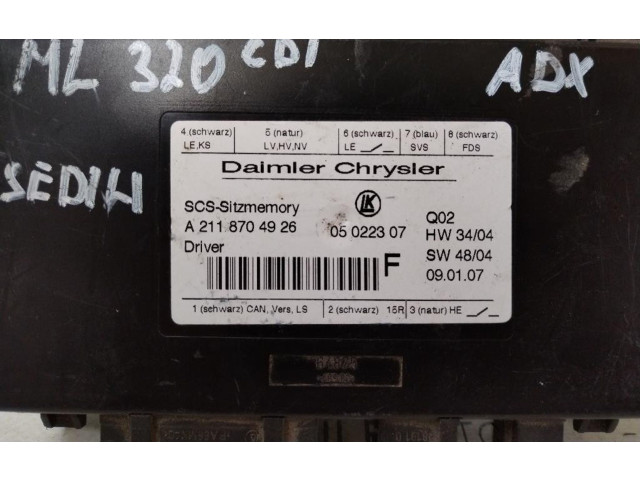 ML 320 CDI ADX
SEDILI
4 (schwarz) 5 (natur) 6 (schwarz) 7 (blau) 8 (schwarz)
LE,KS LV,HV,NV LE SVS FDS
Daimler Chrysler
SCS-Sitzmemory LK Q02
A 211 870 49 26 05 0223 07 HW 34/04
Driver SW 48/04
F 09.01.07
1 (schwarz) CAN, Vers, LS 2 (schwarz) 15R 3 (natur) HE